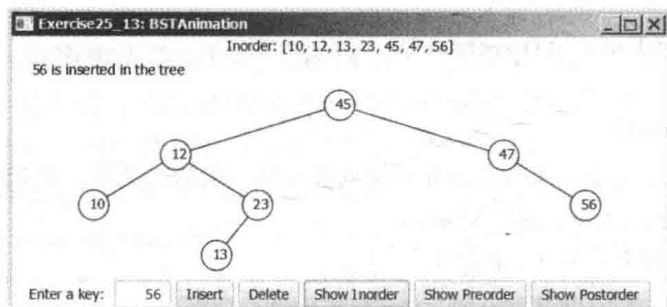 Exercise25_13: BSTAnimation
Inorder: [10, 12, 13, 23, 45, 47, 56]
56 is inserted in the tree
45
12 47
10 23 56
13
Enter a key: 56 Insert Delete Show Inorder Show Preorder Show Postorder